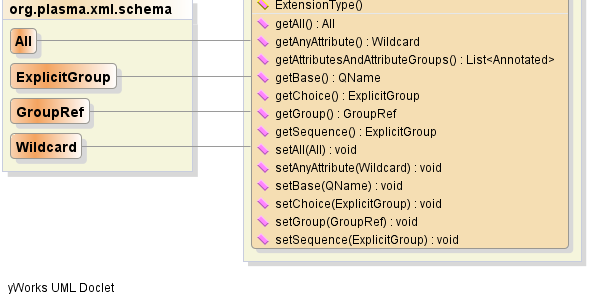 org.plasma.xml.schema
All
ExplicitGroup
GroupRef
Wildcard
ExtensionType()
getAll() : All
getAnyAttribute() : Wildcard
getAttributesAndAttributeGroups() : List<Annotated>
getBase() : QName
getChoice() : ExplicitGroup
getGroup() : GroupRef
getSequence() : ExplicitGroup
setAll(All) : void
setAnyAttribute(Wildcard) : void
setBase(QName) : void
setChoice(ExplicitGroup) : void
setGroup(GroupRef) : void
setSequence(ExplicitGroup) : void
yWorks UML Doclet